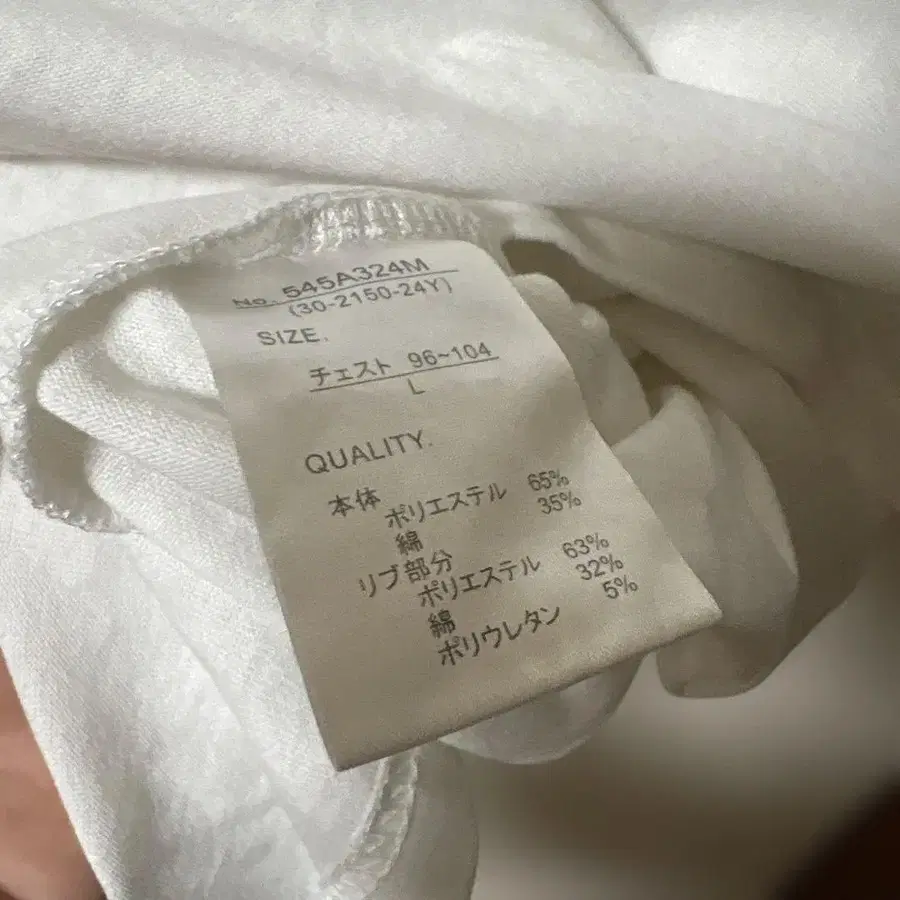 No. 545A324M
(30-2150-24Y)
SIZE.
チェスト 96~104
L
QUALITY.
本体
ポリエステル 65%
綿 35%
リブ部分
ポリエステル 63%
綿 32%
ポリウレタン 5%